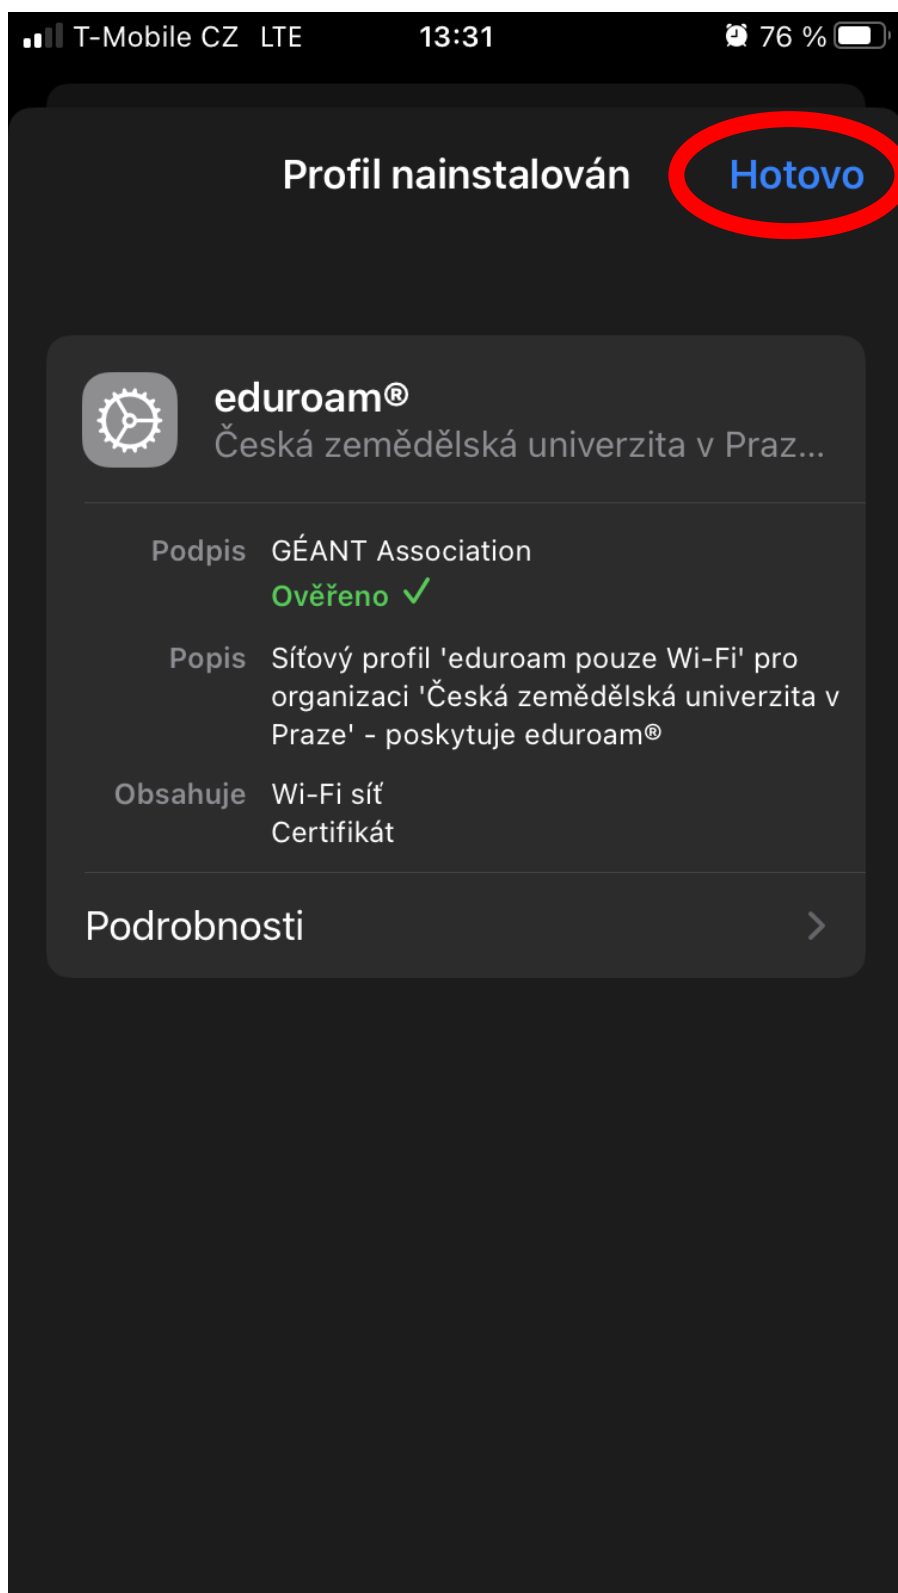 T-Mobile CZ LTE 13:31 76 %
Profil nainstalován Hotovo
eduroam®
Česká zemědělská univerzita v Praz...
Podpis GÉANT Association
Ověřeno ✓
Popis Síťový profil 'eduroam pouze Wi-Fi' pro
organizaci 'Česká zemědělská univerzita v
Praze' - poskytuje eduroam®
Obsahuje Wi-Fi síť
Certifikát
Podrobnosti